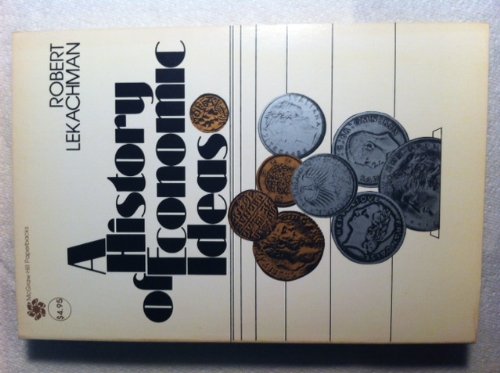 ROBERT
LEKACHMAN
A
History
of Economic
Ideas
McGraw-Hill Paperbacks
$4.95